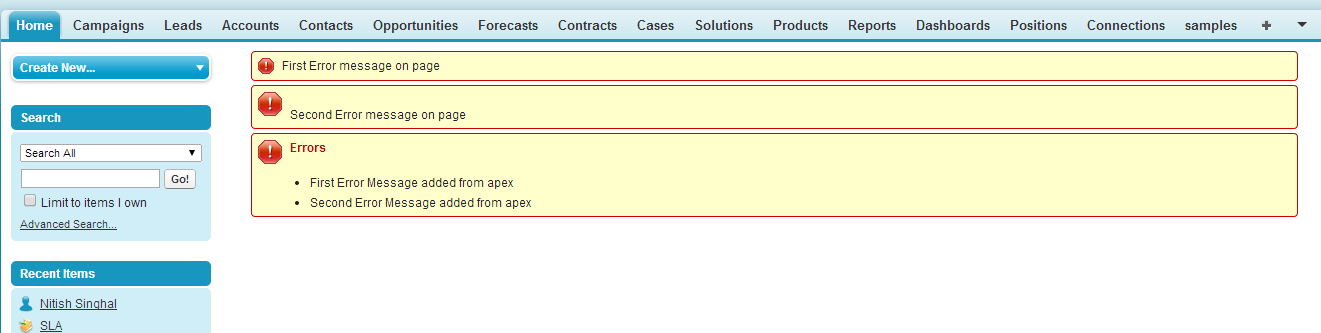 Home Campaigns Leads Accounts Contacts Opportunities Forecasts Contracts Cases Solutions Products Reports Dashboards Positions Connections samples
Create New...
Search
Search All
Go!
Limit to items I own
Advanced Search...
Recent Items
Nitish Singhal
SLA
First Error message on page
Second Error message on page
Errors
First Error Message added from apex
Second Error Message added from apex